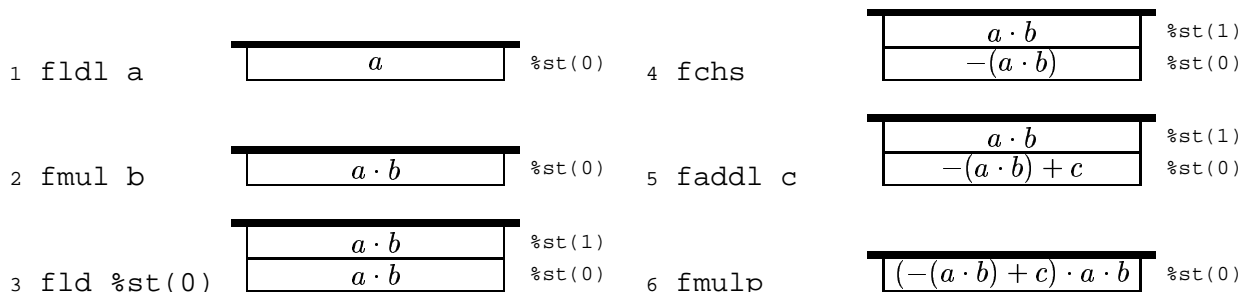 1 fldl a
a %st(0)
2 fmul b
a · b %st(0)
a · b %st(1)
3 fld %st(0)
a · b %st(0)
4 fchs
a · b %st(1)
−(a · b) %st(0)
5 faddl c
a · b %st(1)
−(a · b) + c %st(0)
6 fmulp
(−(a · b) + c) · a · b %st(0)